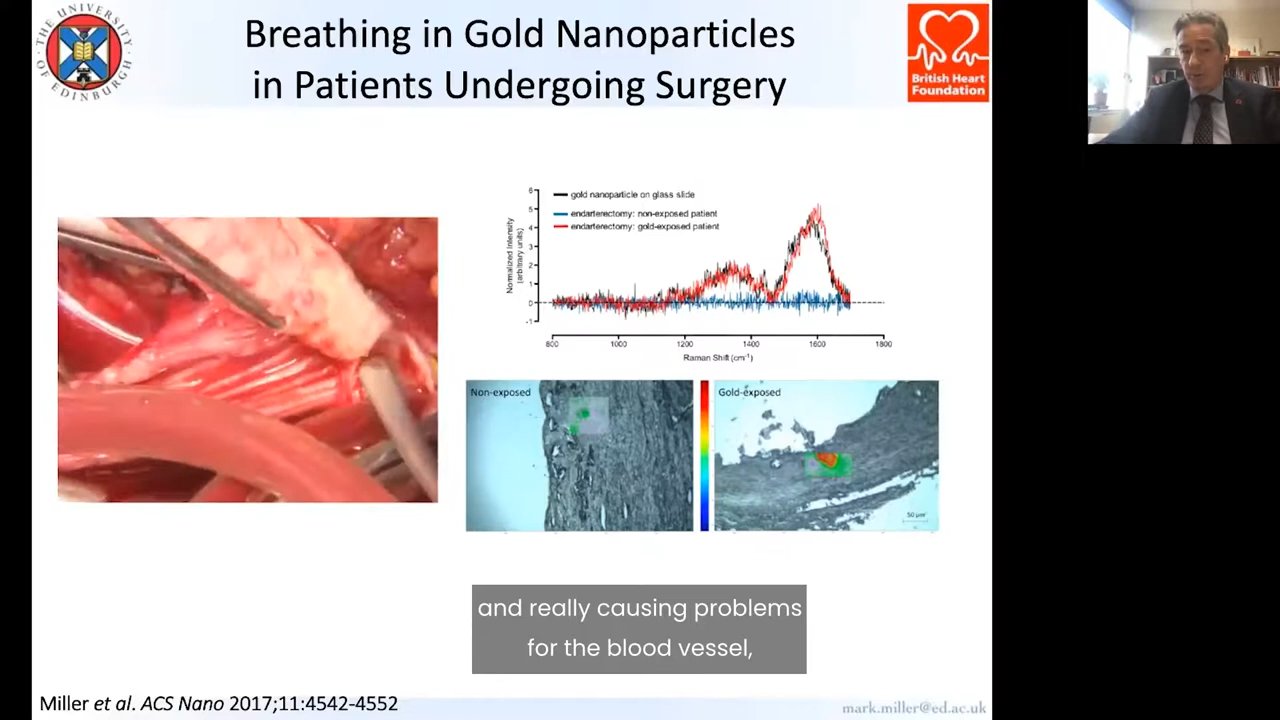 THE UNIVERSITY OF EDINBURGH
Breathing in Gold Nanoparticles
in Patients Undergoing Surgery
British Heart
Foundation
gold nanoparticle on glass slide
endarterectomy: non-exposed patient
endarterectomy: gold-exposed patient
Normalized Intensity
(arbitrary units)
6
5
4
3
2
1
0
-1
800
1000
1200
1400
1600
1800
Raman Shift (cm⁻¹)
Non-exposed
Gold-exposed
50 μm
and really causing problems
for the blood vessel,
Miller et al. ACS Nano 2017;11:4542-4552
mark.miller@ed.ac.uk